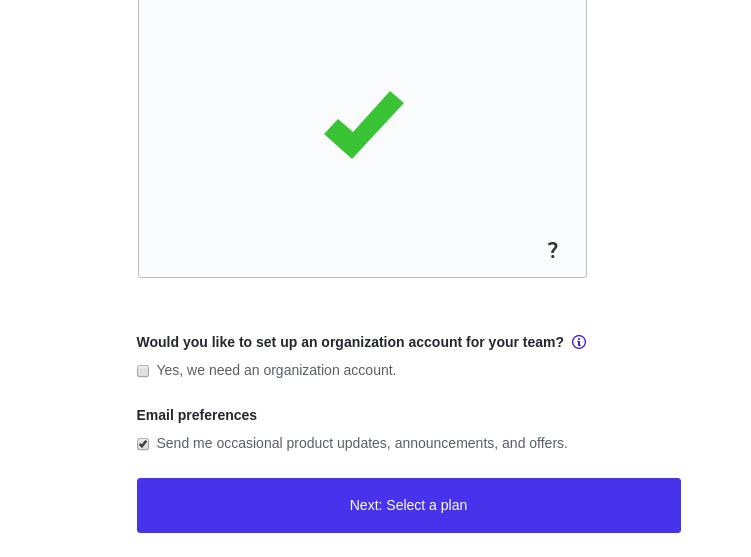 ?
Would you like to set up an organization account for your team?
Yes, we need an organization account.
Email preferences
Send me occasional product updates, announcements, and offers.
Next: Select a plan